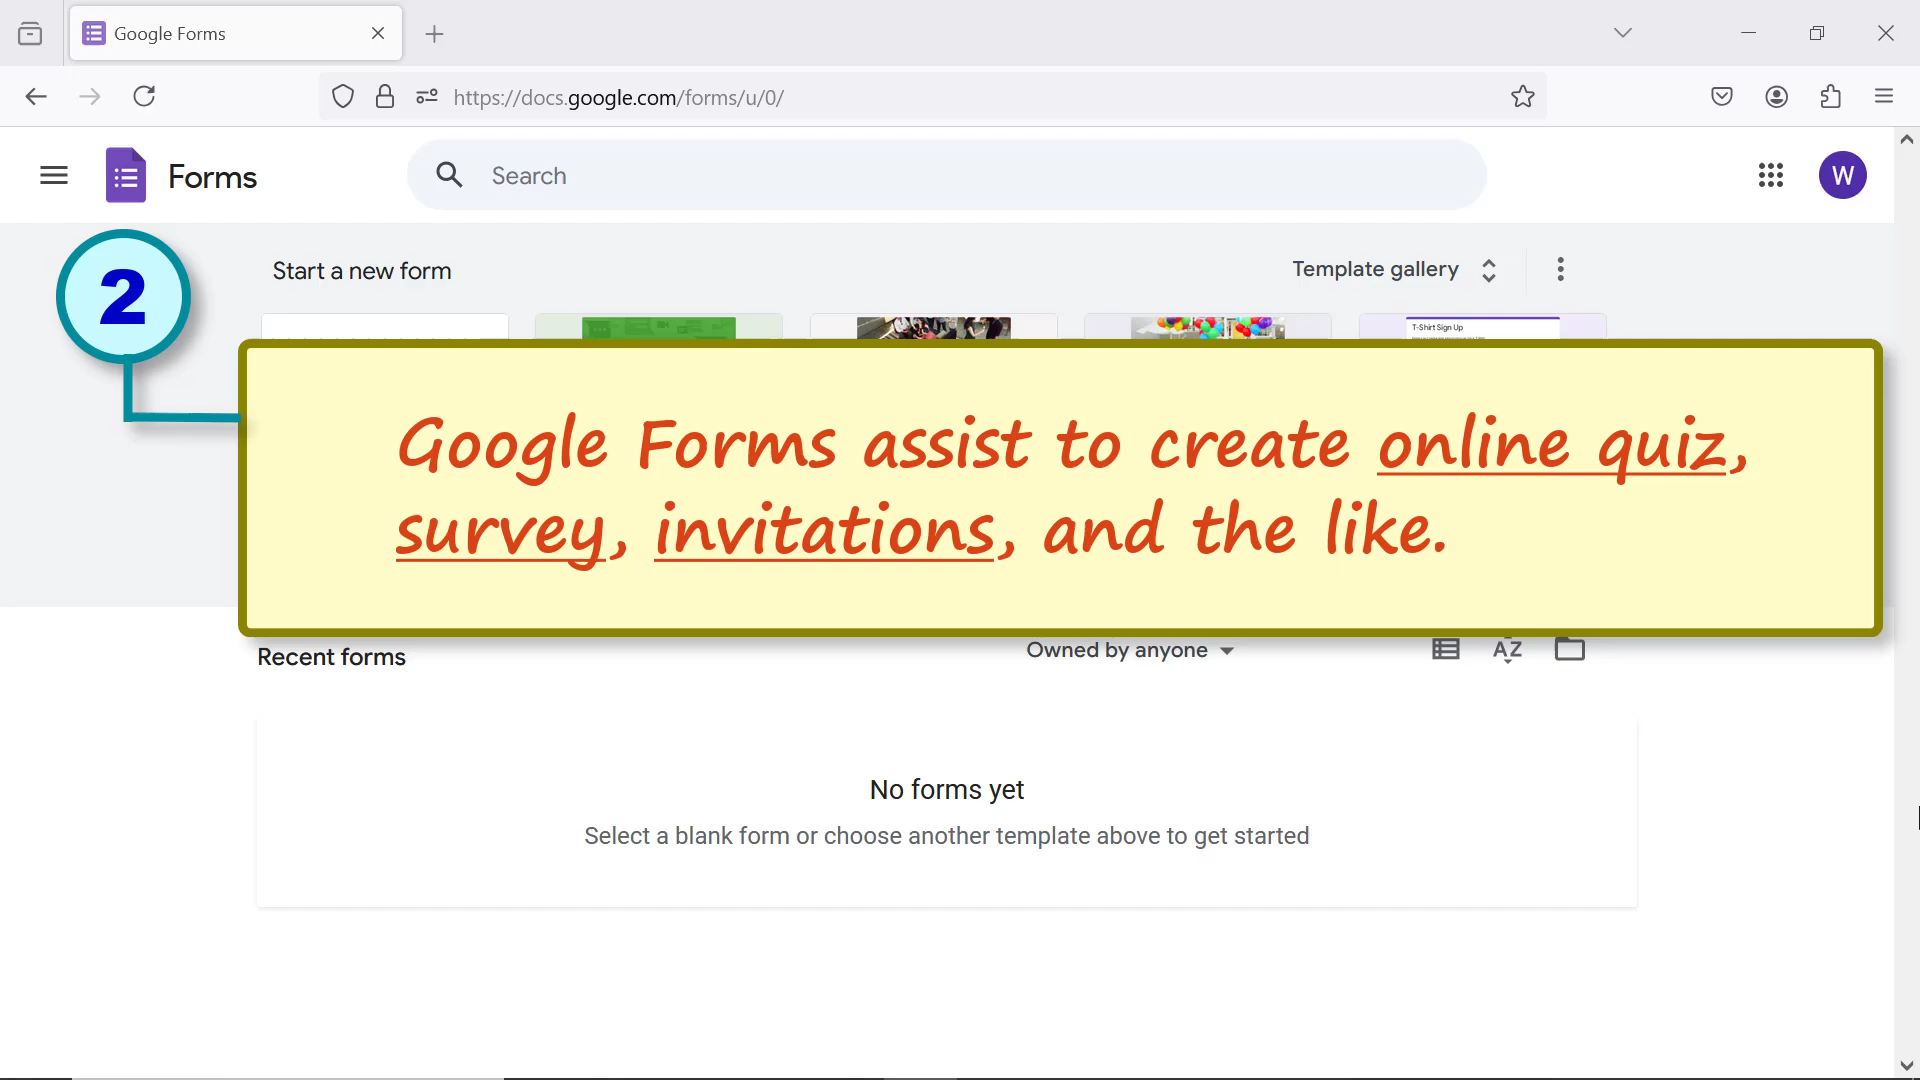 Google Forms
https://docs.google.com/forms/u/0/
Forms
Search
W
2
Start a new form
Template gallery
T-Shirt Sign Up
Google Forms assist to create online quiz,
survey, invitations, and the like.
Recent forms
Owned by anyone
AZ
No forms yet
Select a blank form or choose another template above to get started